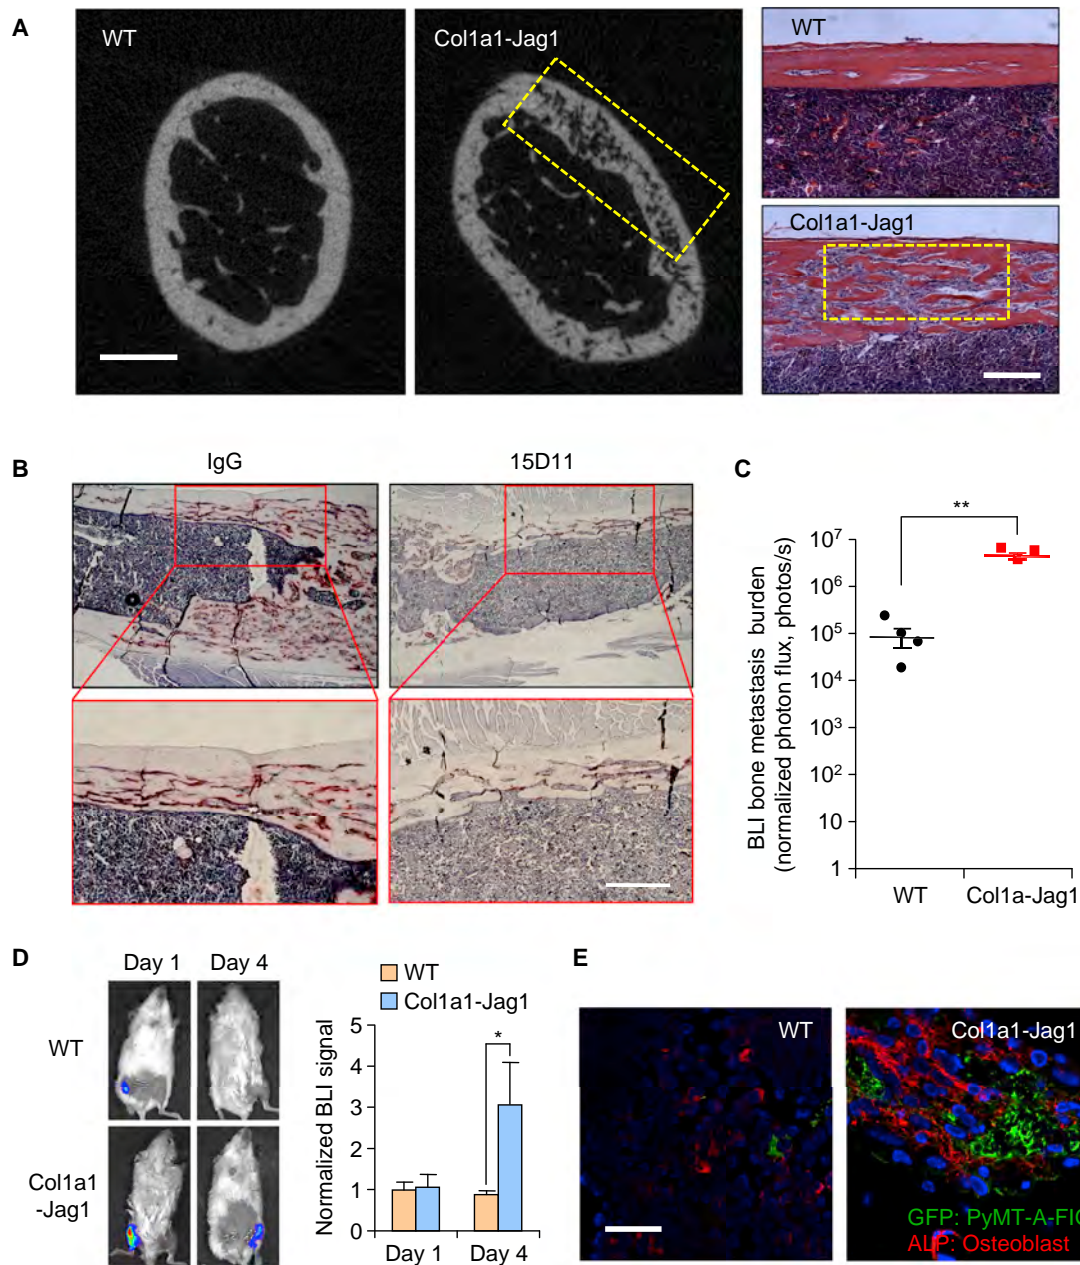 A
WT
Col1a1-Jag1
WT
Col1a1-Jag1
B
IgG
15D11
C
**
BLI bone metastasis burden
(normalized photon flux, photos/s)
10⁷
10⁶
10⁵
10⁴
10³
10²
10
1
WT
Col1a-Jag1
D
Day 1
Day 4
WT
Col1a1
-Jag1
WT
Col1a1-Jag1
Normalized BLI signal
5
4
3
2
1
0
*
Day 1
Day 4
E
WT
Col1a1-Jag1
GFP: PyMT-A-FIG
ALP: Osteoblast